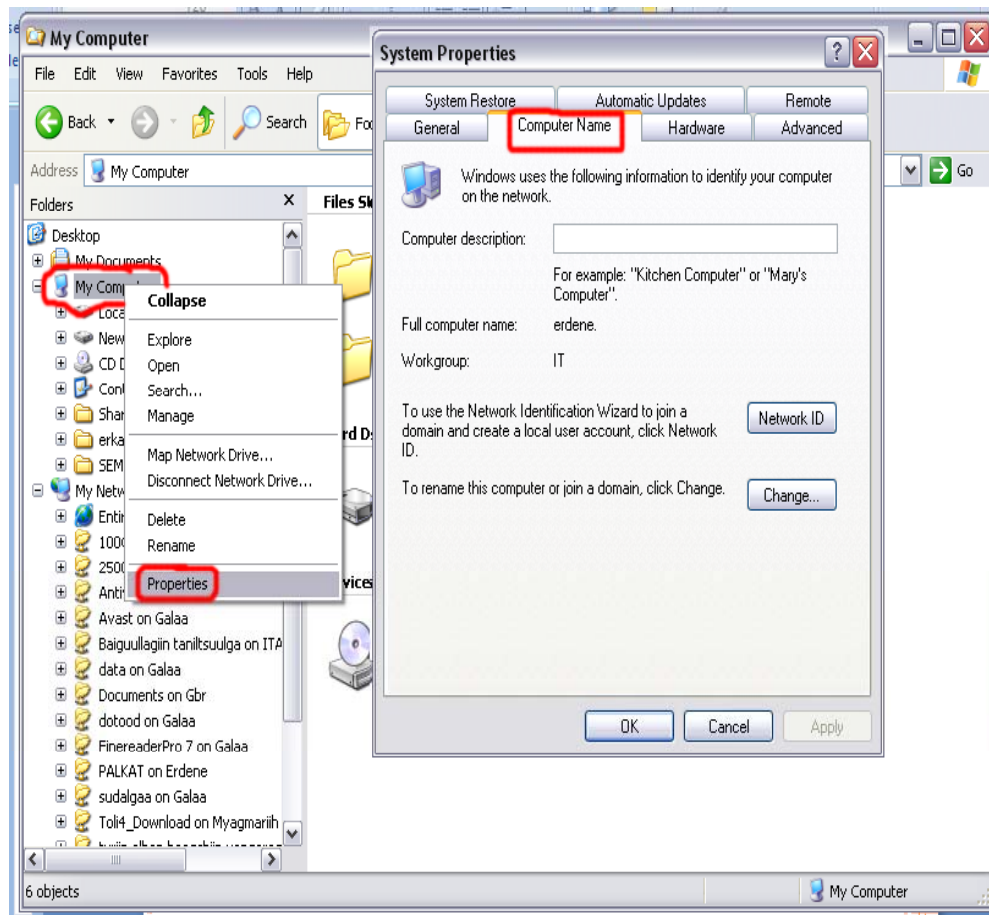 My Computer
File Edit View Favorites Tools Help
Back Search
Address My Computer Go
Folders X
Desktop
My Documents
My
New
CD
SEM
My
Avast on Galaa
Baiguullagiin taniltsuulga on ITA
data on Galaa
Documents on Gbr
dotood on Galaa
FinereaderPro 7 on Galaa
PALKAT on Erdene
sudalgaa on Galaa
Toli4_Download on Myagmariih
6 objects
My Computer
Files
Collapse
Explore
Open
Search...
Manage
Map Network Drive...
Disconnect Network Drive...
Delete
Rename
Properties
System Properties
System Restore Automatic Updates Remote
General Computer Name Hardware Advanced
Windows uses the following information to identify your computer
on the network.
Computer description:
For example: "Kitchen Computer" or "Mary's
Computer".
Full computer name: erdene.
Workgroup: IT
To use the Network Identification Wizard to join a
domain and create a local user account, click Network
ID.
Network ID
To rename this computer or join a domain, click Change.
Change...
OK Cancel Apply